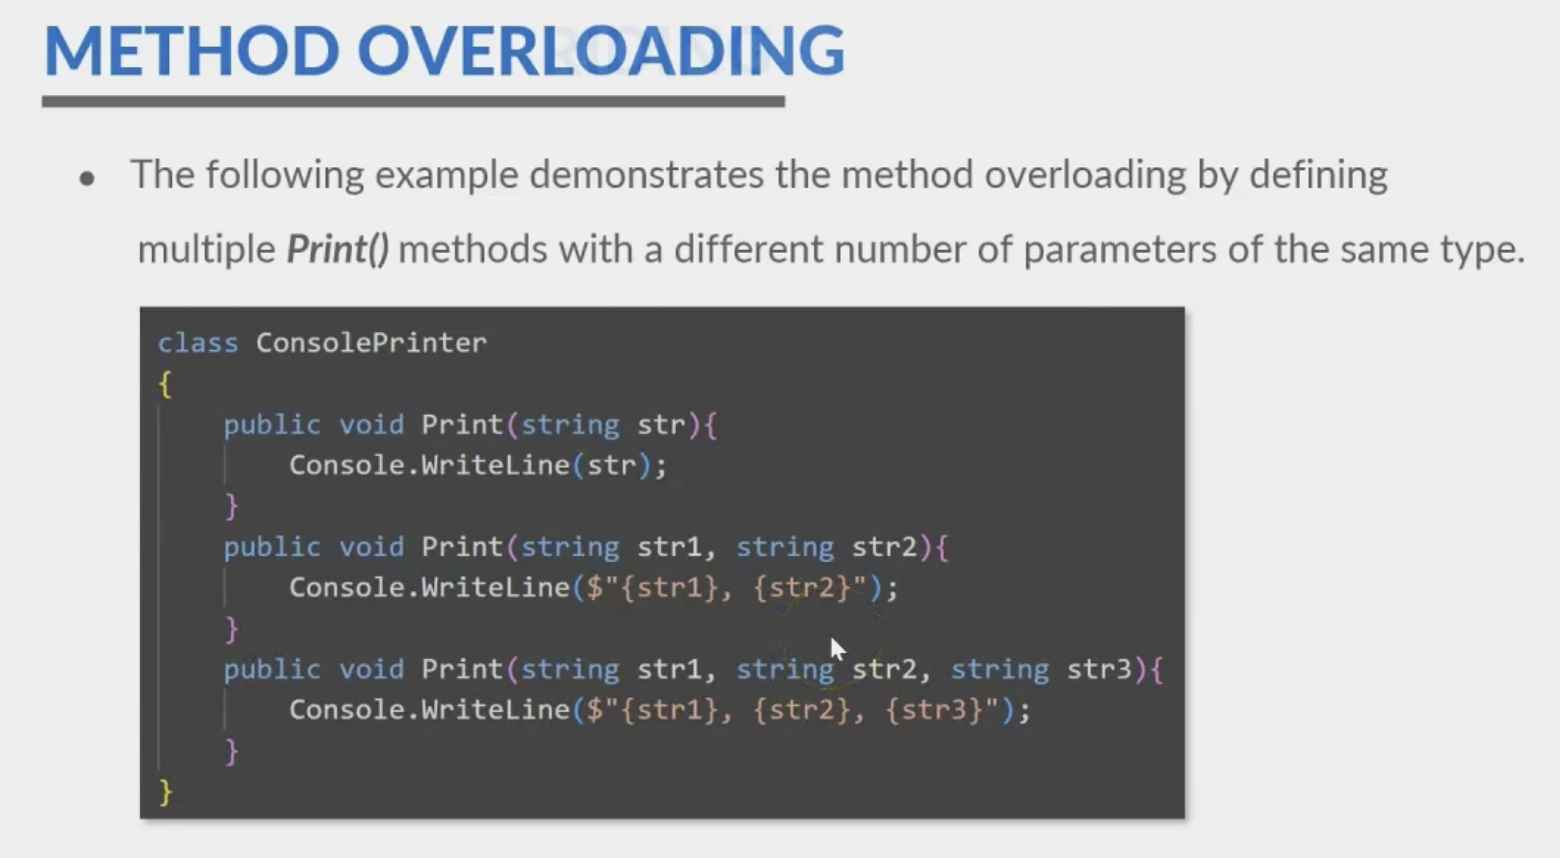 METHOD OVERLOADING
• The following example demonstrates the method overloading by defining
multiple Print() methods with a different number of parameters of the same type.
class ConsolePrinter
{
    public void Print(string str){
        Console.WriteLine(str);
    }
    public void Print(string str1, string str2){
        Console.WriteLine($"{str1}, {str2}");
    }
    public void Print(string str1, string str2, string str3){
        Console.WriteLine($"{str1}, {str2}, {str3}");
    }
}